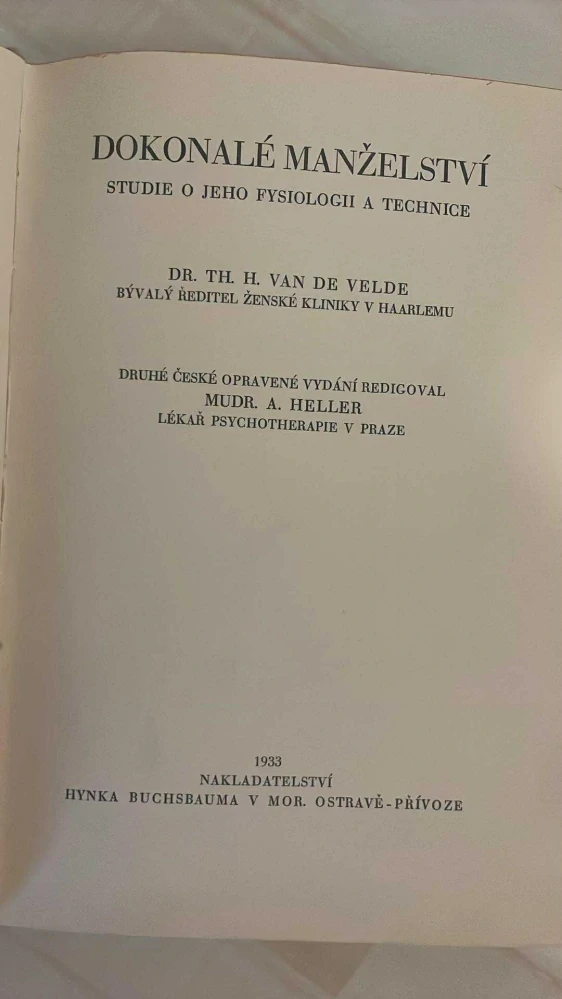 DOKONALÉ MANŽELSTVÍ
STUDIE O JEHO FYSIOLOGII A TECHNICE
DR. TH. H. VAN DE VELDE
BÝVALÝ ŘEDITEL ŽENSKÉ KLINIKY V HAARLEMU
DRUHÉ ČESKÉ OPRAVENÉ VYDÁNÍ REDIGOVAL
MUDR. A. HELLER
LÉKAŘ PSYCHOTHERAPIE V PRAZE
1933
NAKLADATELSTVÍ
HYNKA BUCHSBAUMA V MOR. OSTRAVĚ-PŘÍVOZE